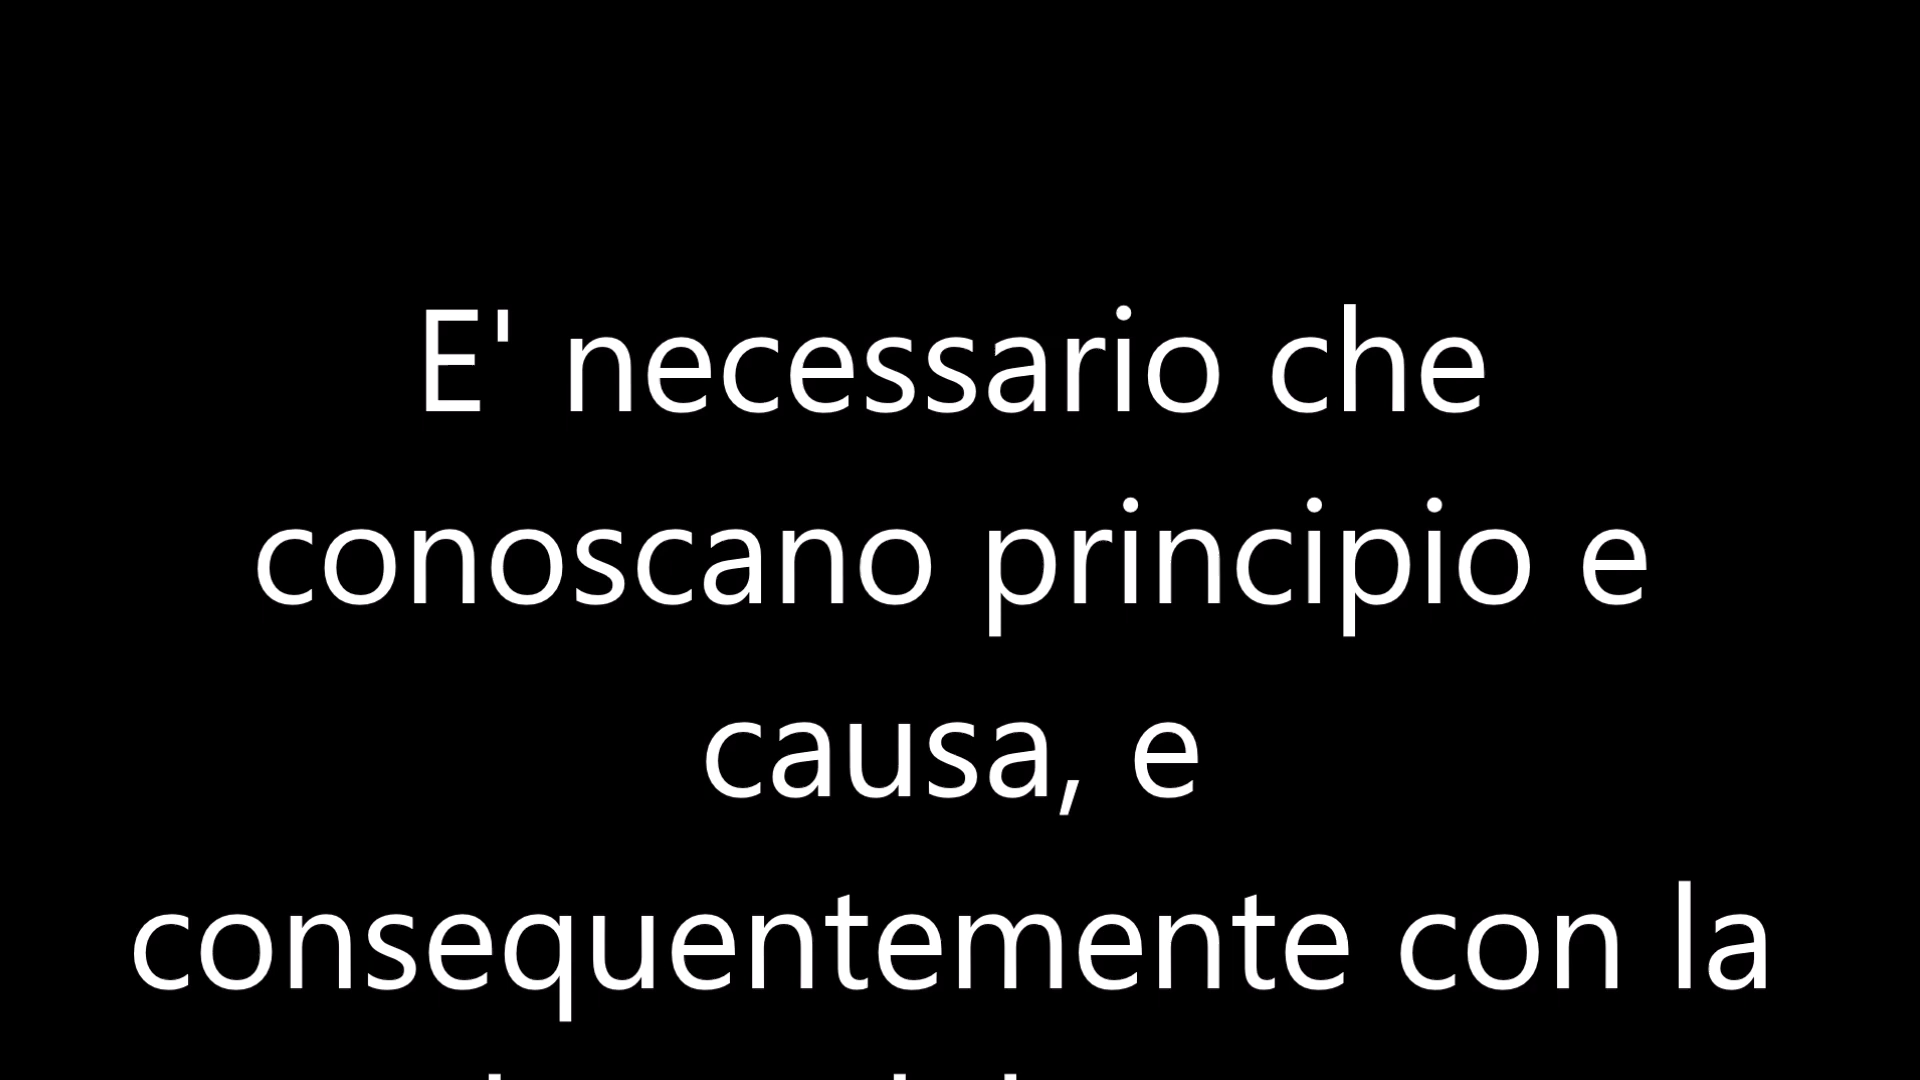 E' necessario che
conoscano principio e
causa, e
consequentemente con la